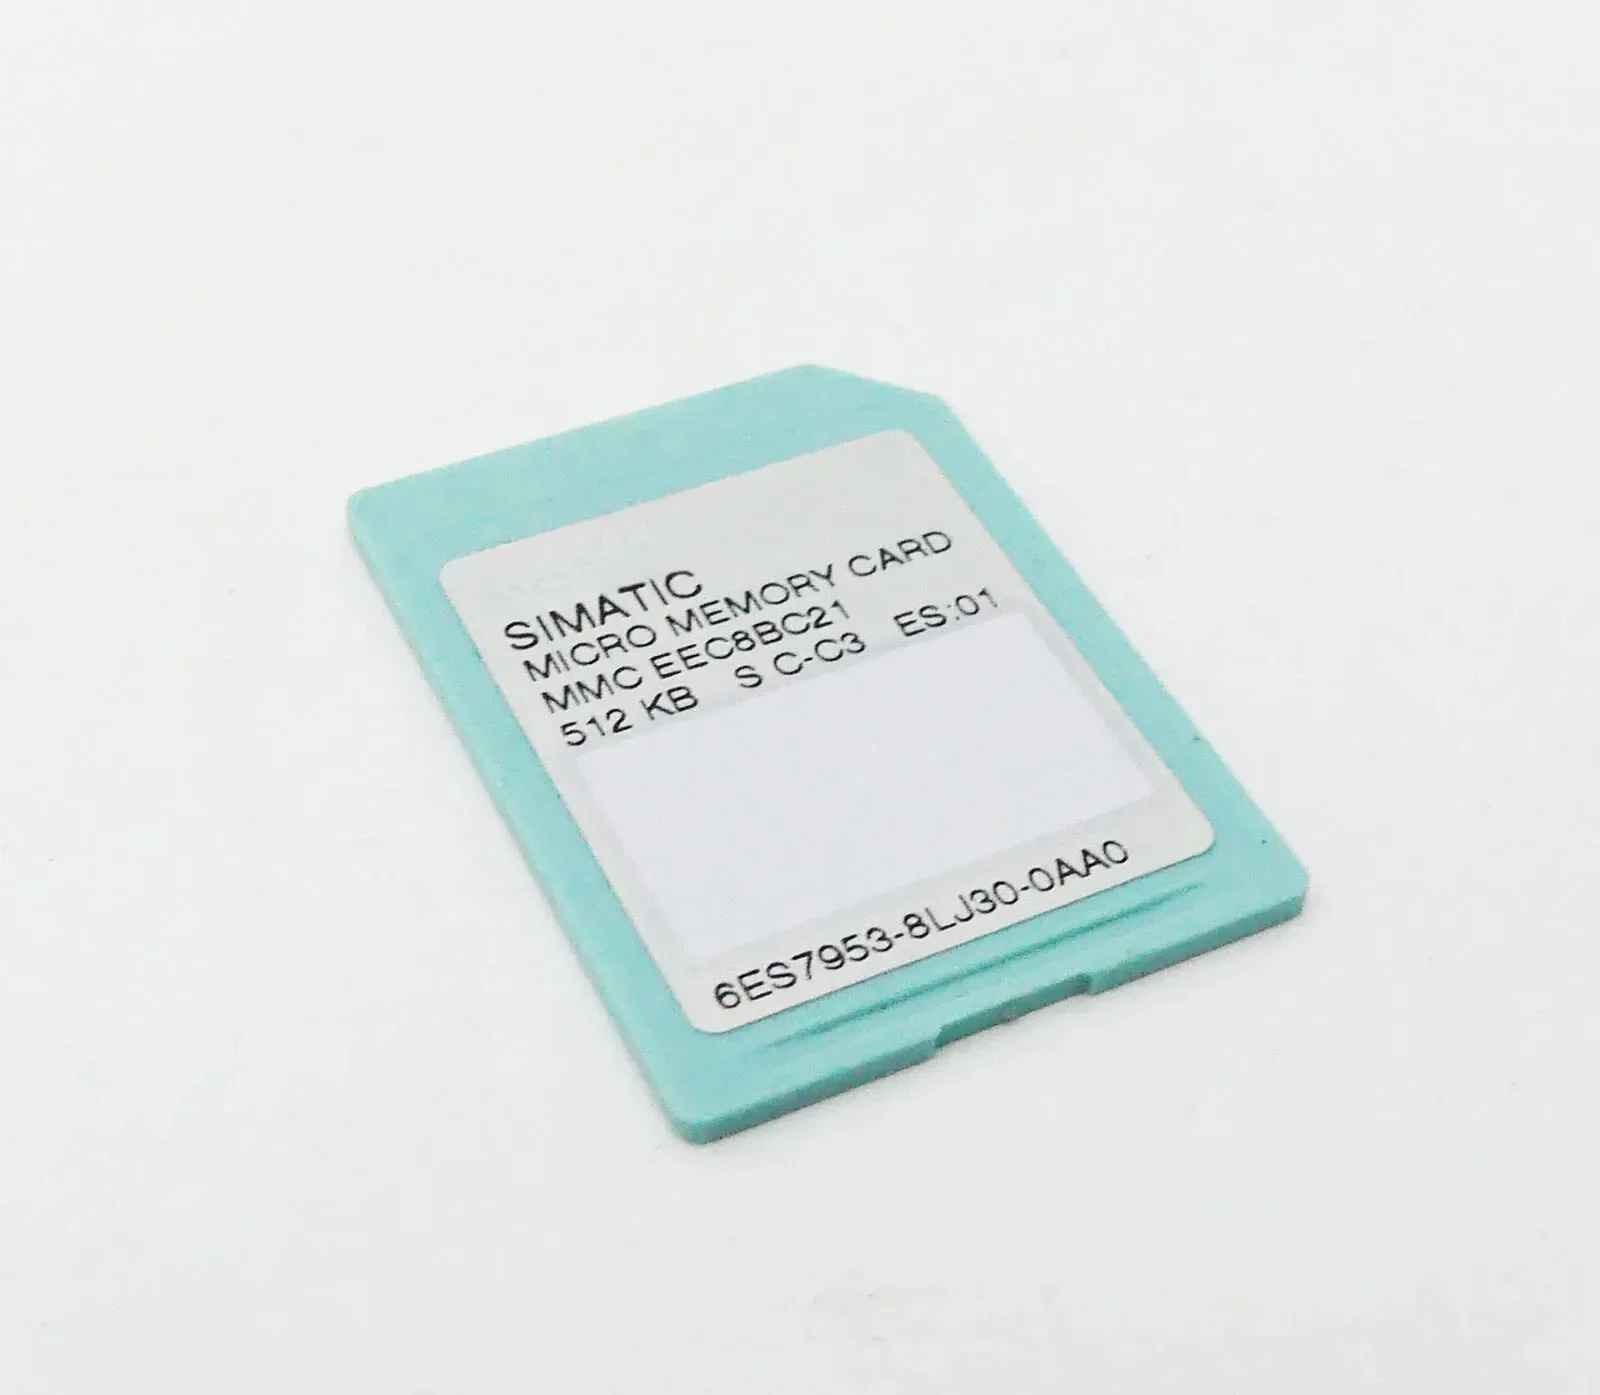 SIMATIC
MICRO MEMORY CARD
MMC EEC8BC21
512 KB S C-C3 ES:01
6ES7953-8LJ30-0AA0